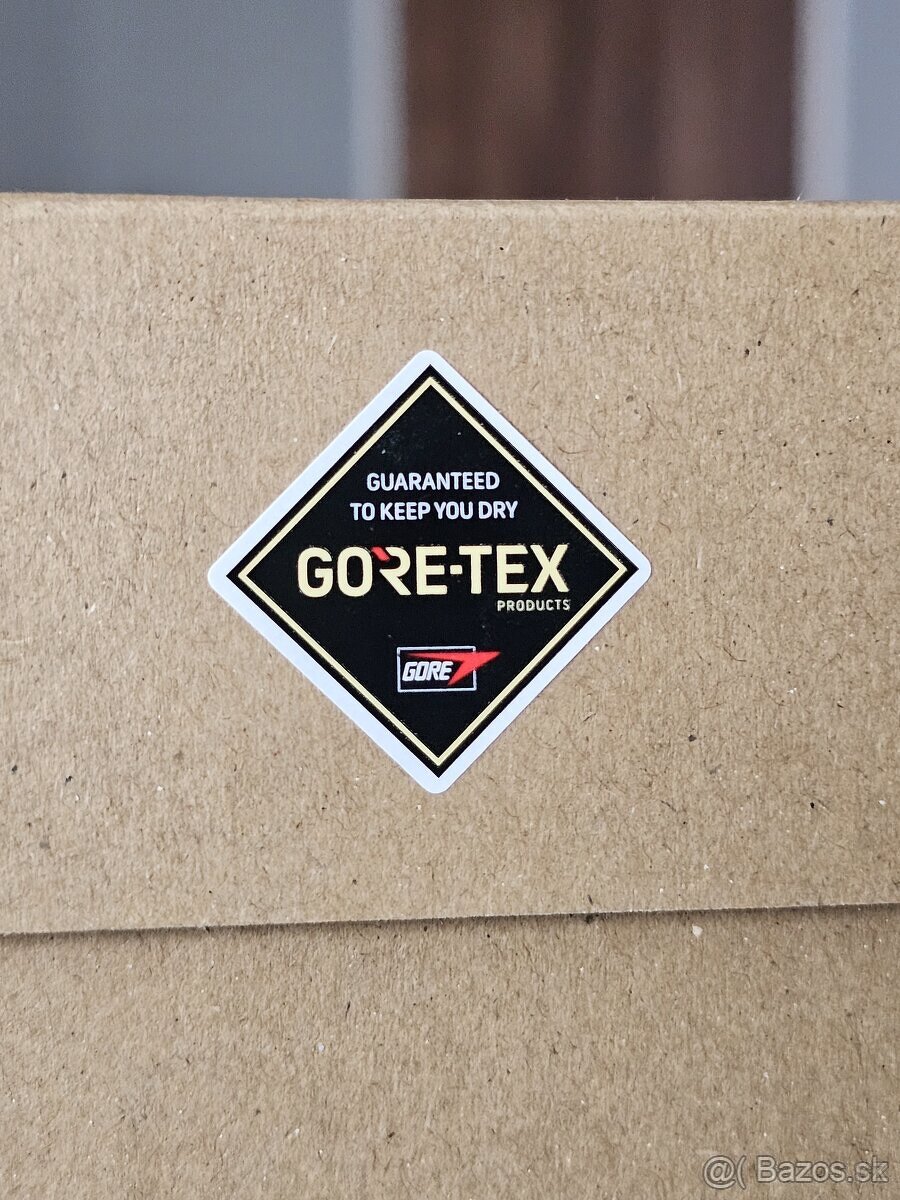 GUARANTEED
TO KEEP YOU DRY
GORE-TEX
PRODUCTS
GORE
@( Bazos.sk